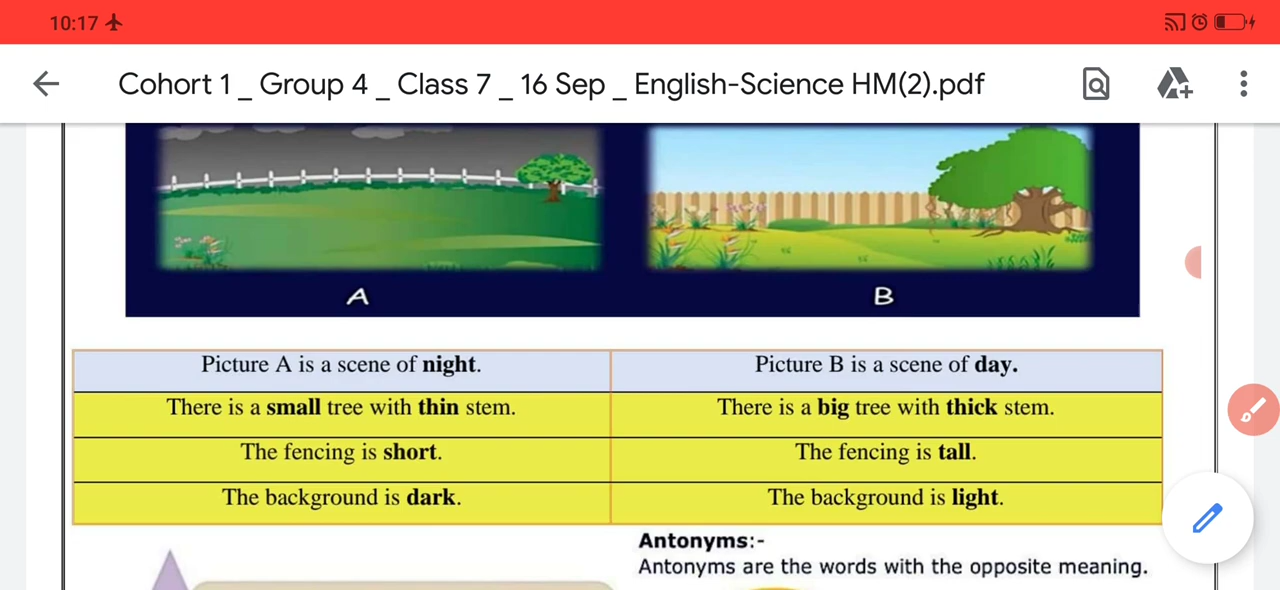 10:17
Cohort 1 _ Group 4 _ Class 7 _ 16 Sep _ English-Science HM(2).pdf
A
B
Picture A is a scene of night.
Picture B is a scene of day.
There is a small tree with thin stem.
There is a big tree with thick stem.
The fencing is short.
The fencing is tall.
The background is dark.
The background is light.
Antonyms:-
Antonyms are the words with the opposite meaning.